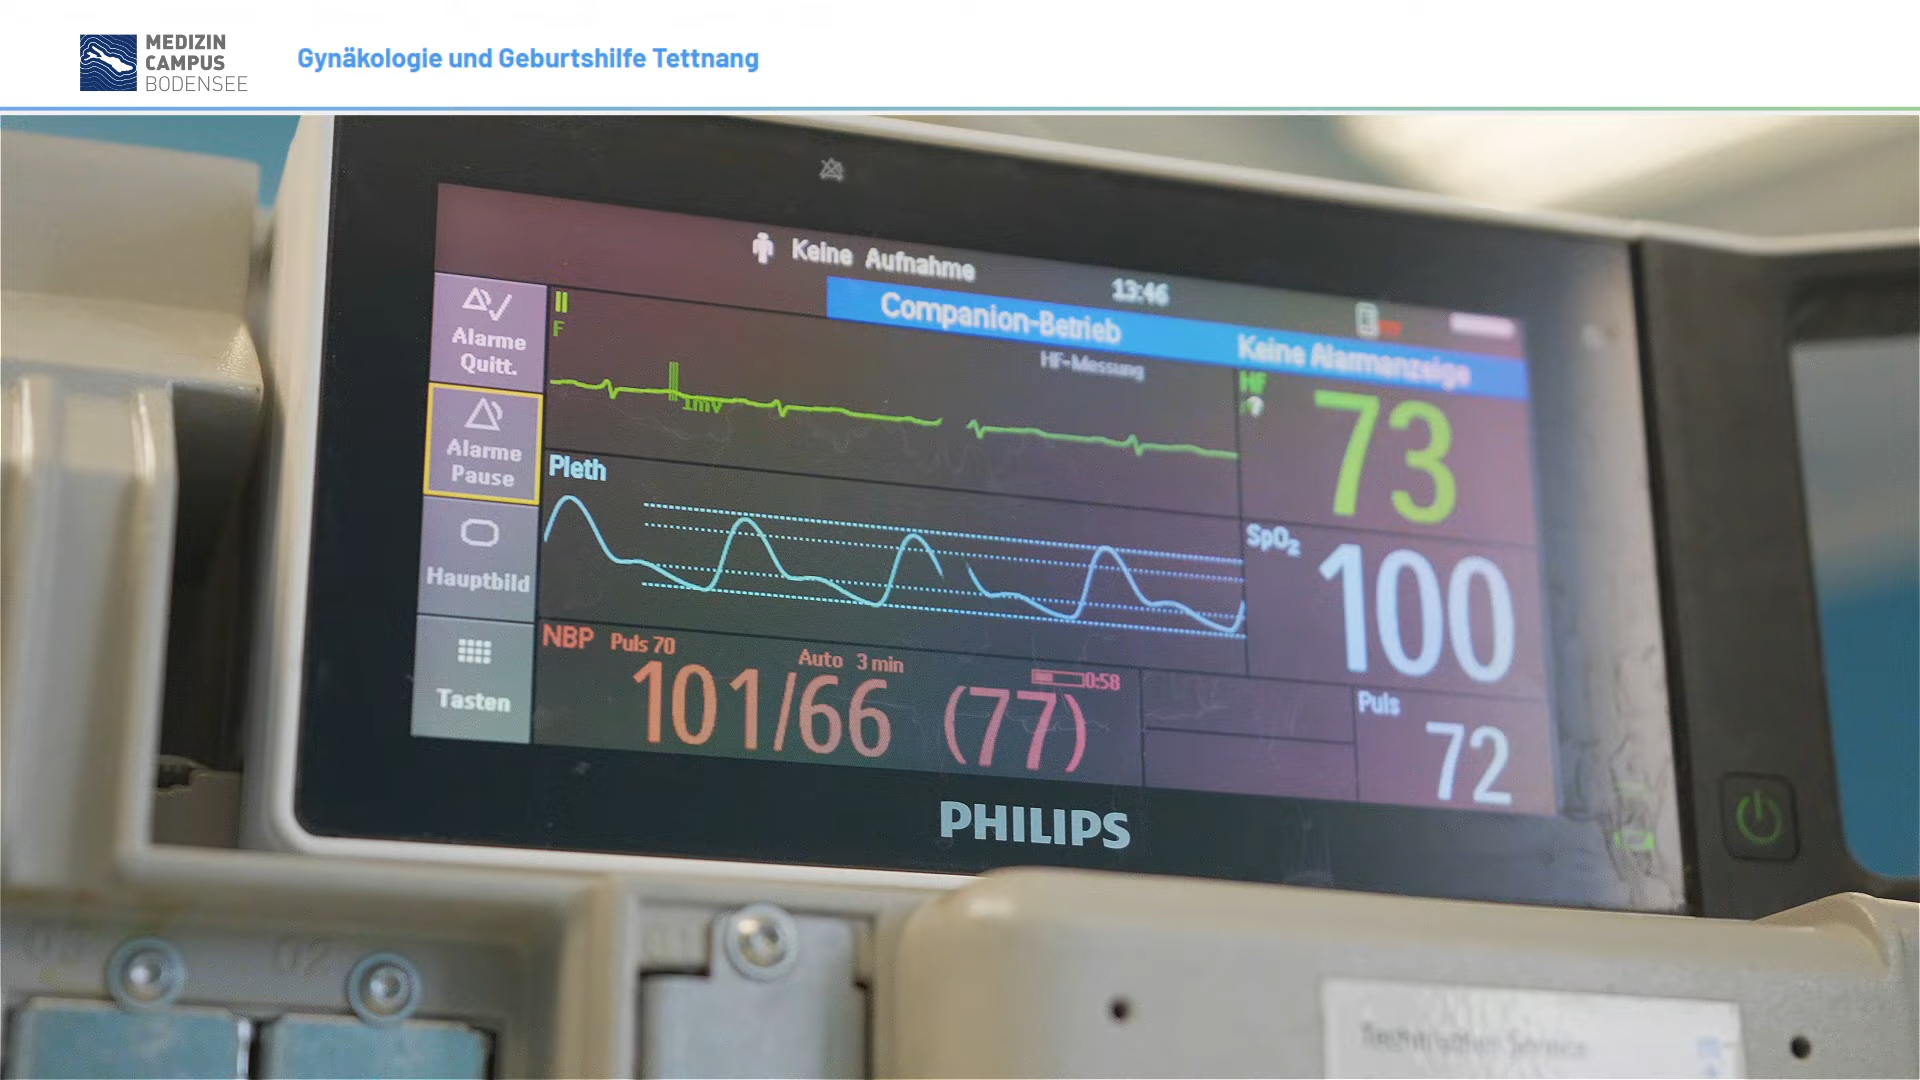 MEDIZIN
CAMPUS
BODENSEE
Gynäkologie und Geburtshilfe Tettnang
Keine Aufnahme
13:46
Companion-Betrieb
Keine Alarmanzeige
Alarme
Quitt.
Alarme
Pause
Hauptbild
Tasten
II
F
1mV
HF-Messung
HF
73
Pleth
SpO₂
100
NBP Puls 70
Auto 3 min
0:58
101/66 (77)
Puls
72
PHILIPS
Technischer Service